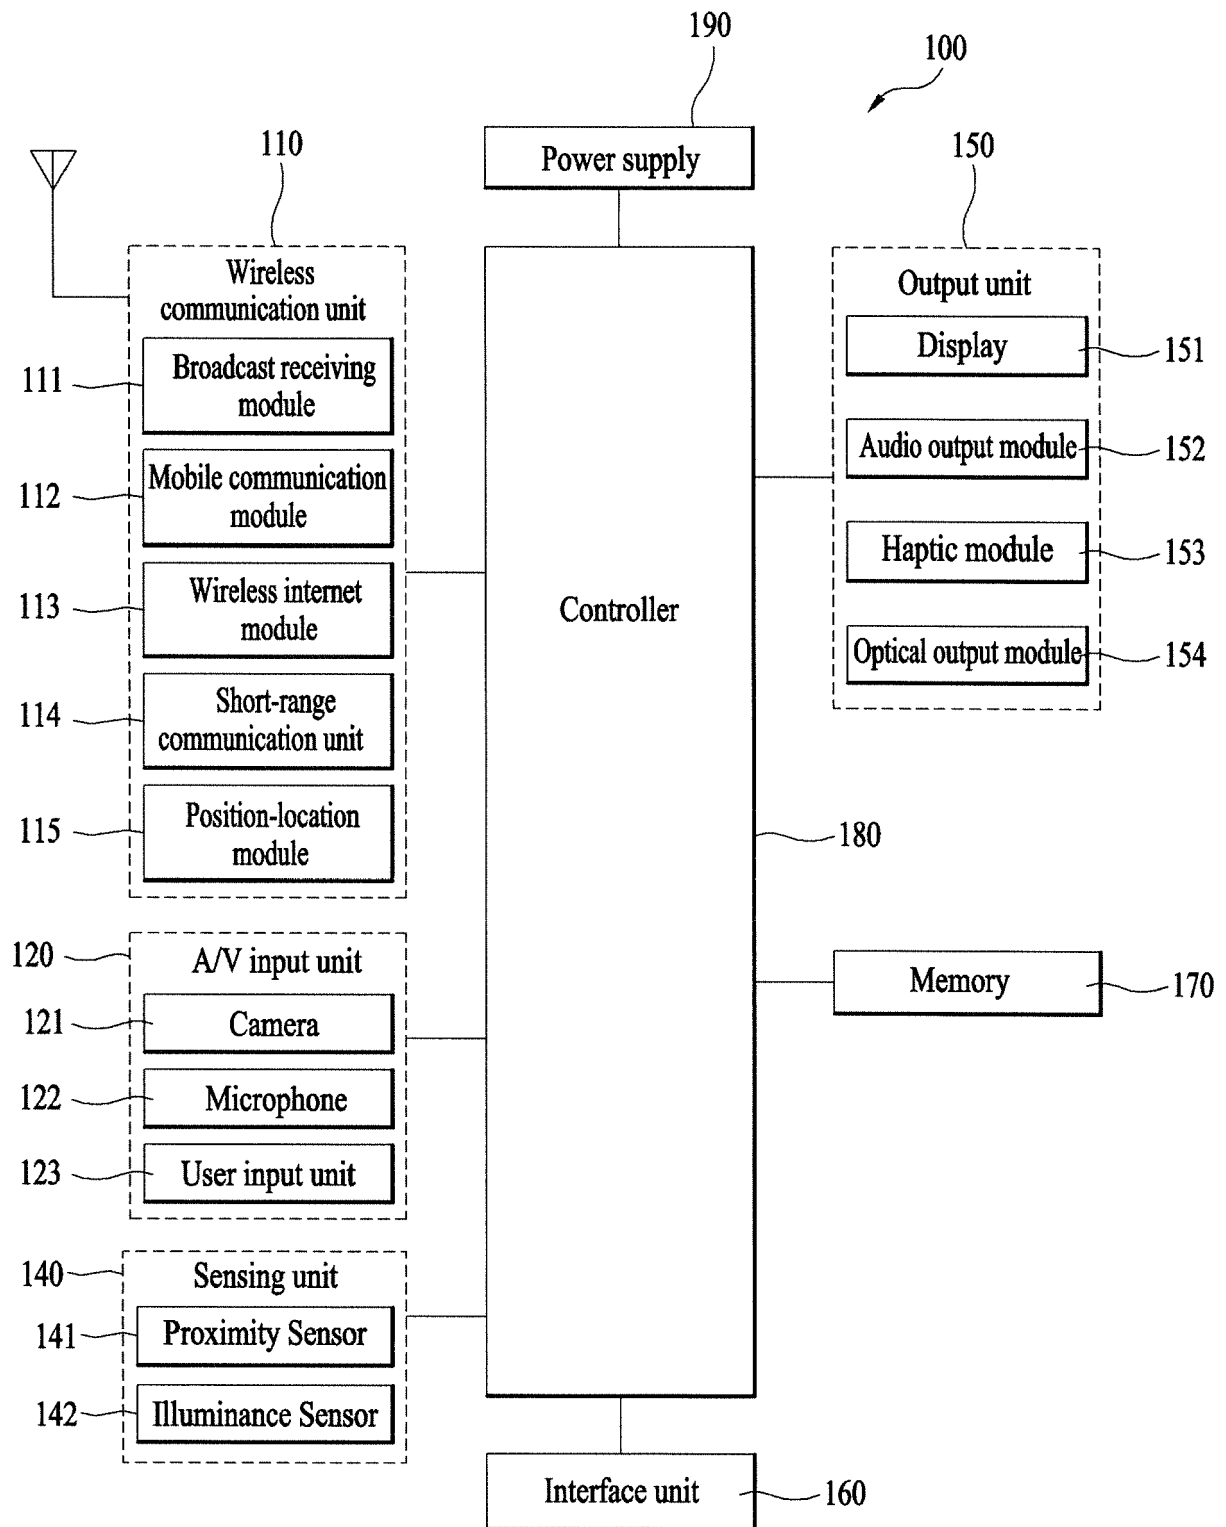 190
100
Power supply
110
Wireless
communication unit
111
Broadcast receiving
module
112
Mobile communication
module
113
Wireless internet
module
114
Short-range
communication unit
115
Position-location
module
120
A/V input unit
121
Camera
122
Microphone
123
User input unit
140
Sensing unit
141
Proximity Sensor
142
Illuminance Sensor
Controller
180
150
Output unit
Display
151
Audio output module
152
Haptic module
153
Optical output module
154
Memory
170
Interface unit
160